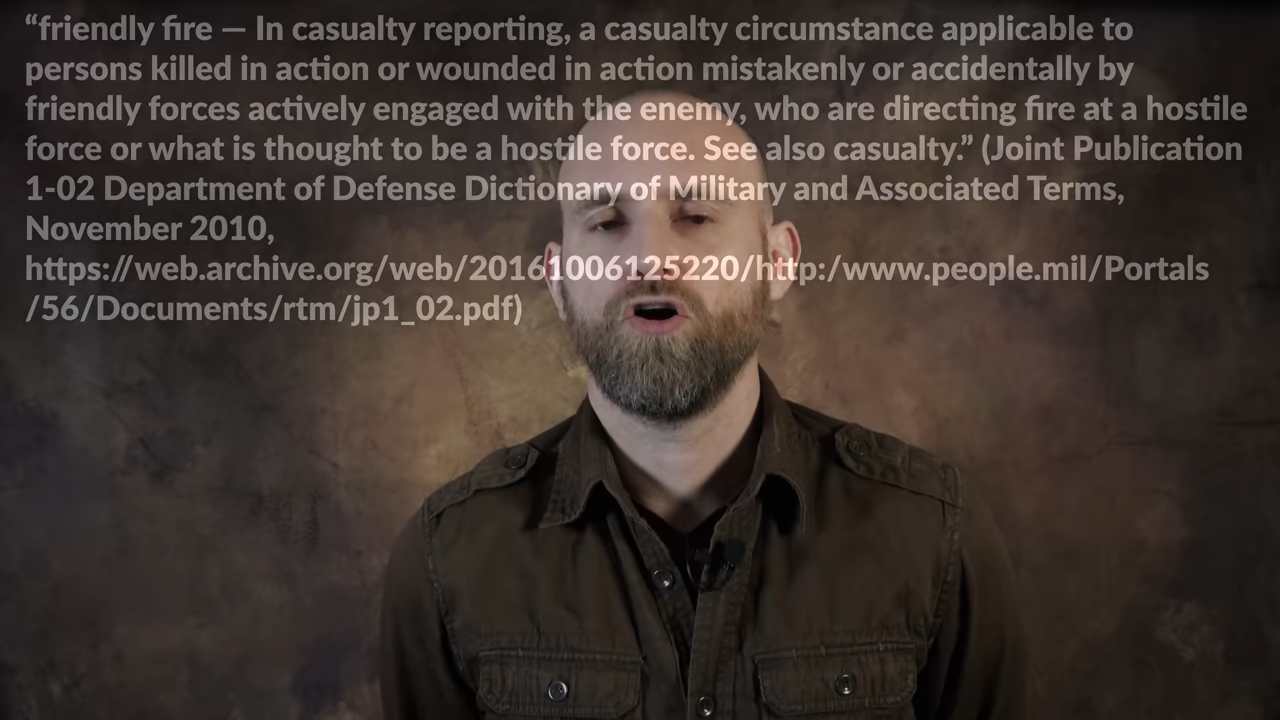 “friendly fire — In casualty reporting, a casualty circumstance applicable to
persons killed in action or wounded in action mistakenly or accidentally by
friendly forces actively engaged with the enemy, who are directing fire at a hostile
force or what is thought to be a hostile force. See also casualty.” (Joint Publication
1-02 Department of Defense Dictionary of Military and Associated Terms,
November 2010,
https://web.archive.org/web/20161006125220/http:/www.people.mil/Portals
/56/Documents/rtm/jp1_02.pdf)